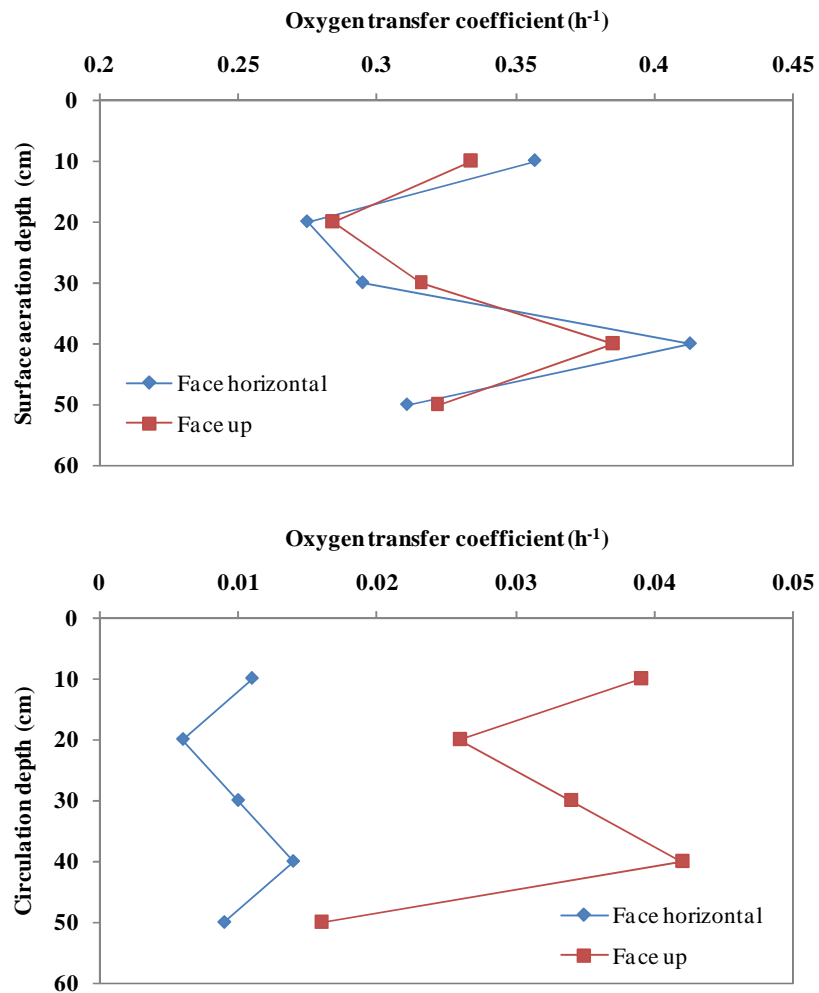 Oxygen transfer coefficient (h-1)
0.2 0.25 0.3 0.35 0.4 0.45
0
10
20
30
40
50
60
Surface aeration depth (cm)
Face horizontal
Face up
Oxygen transfer coefficient (h-1)
0 0.01 0.02 0.03 0.04 0.05
0
10
20
30
40
50
60
Circulation depth (cm)
Face horizontal
Face up